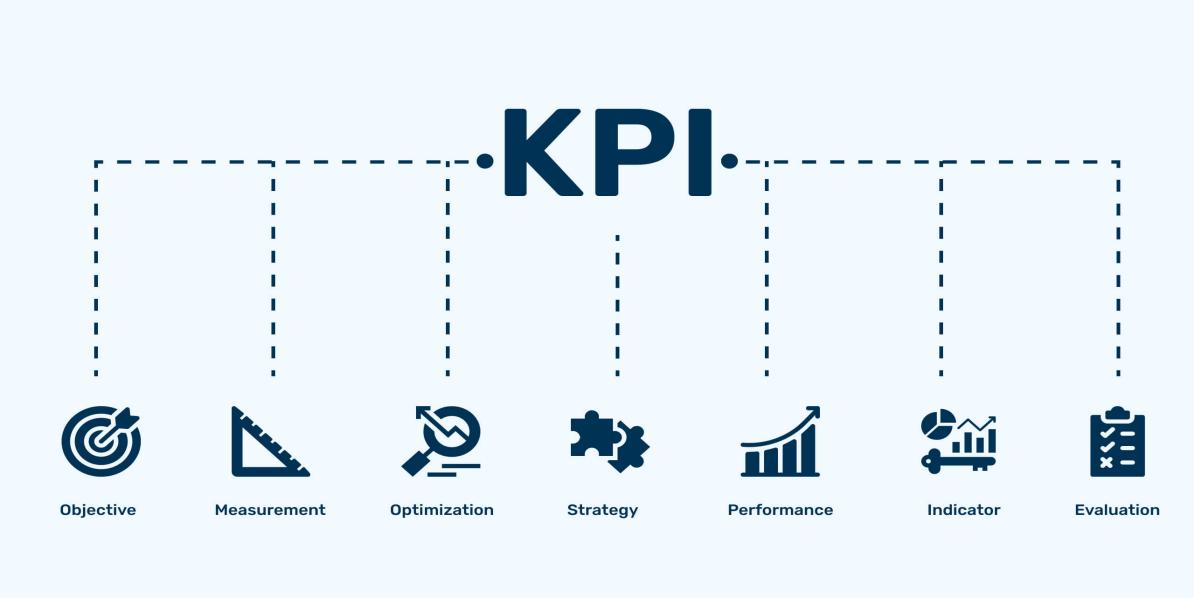 KPI
Objective Measurement Optimization Strategy Performance Indicator Evaluation